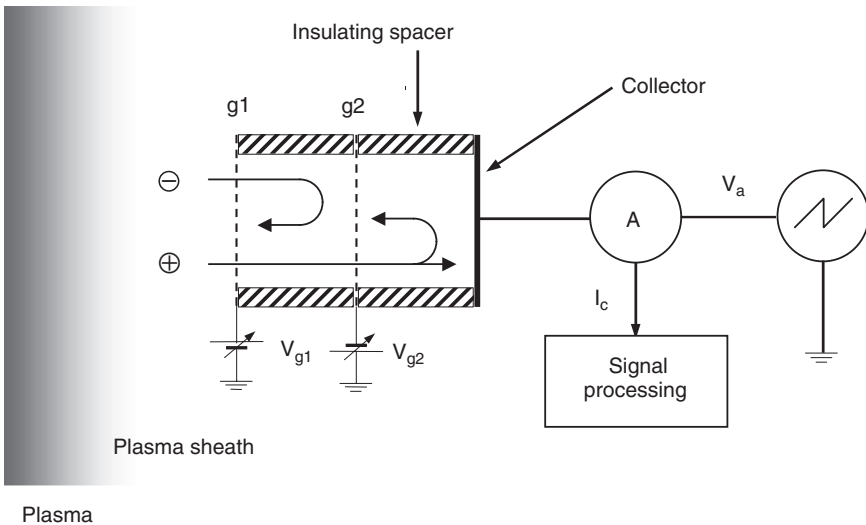 Insulating spacer
Collector
g1
g2
V_a
A
I_c
V_g1
V_g2
Signal
processing
Plasma sheath
Plasma